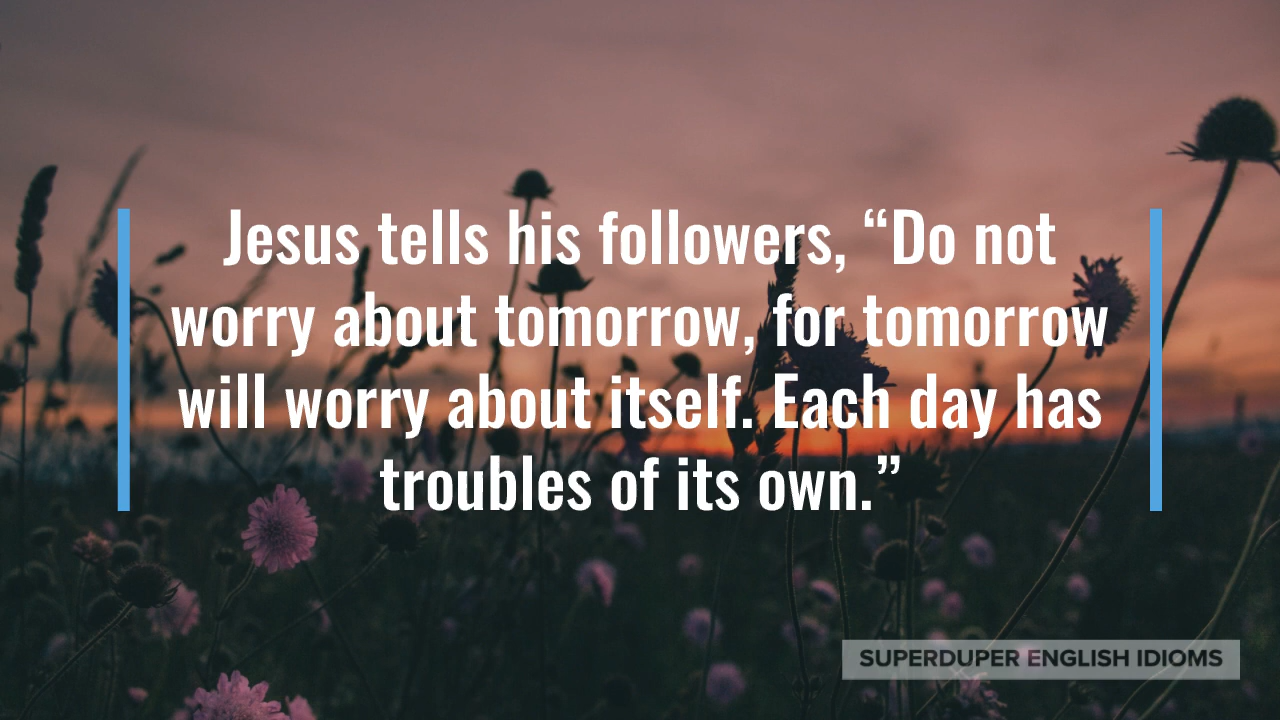 Jesus tells his followers, “Do not
worry about tomorrow, for tomorrow
will worry about itself. Each day has
troubles of its own.”
SUPERDUPER ENGLISH IDIOMS